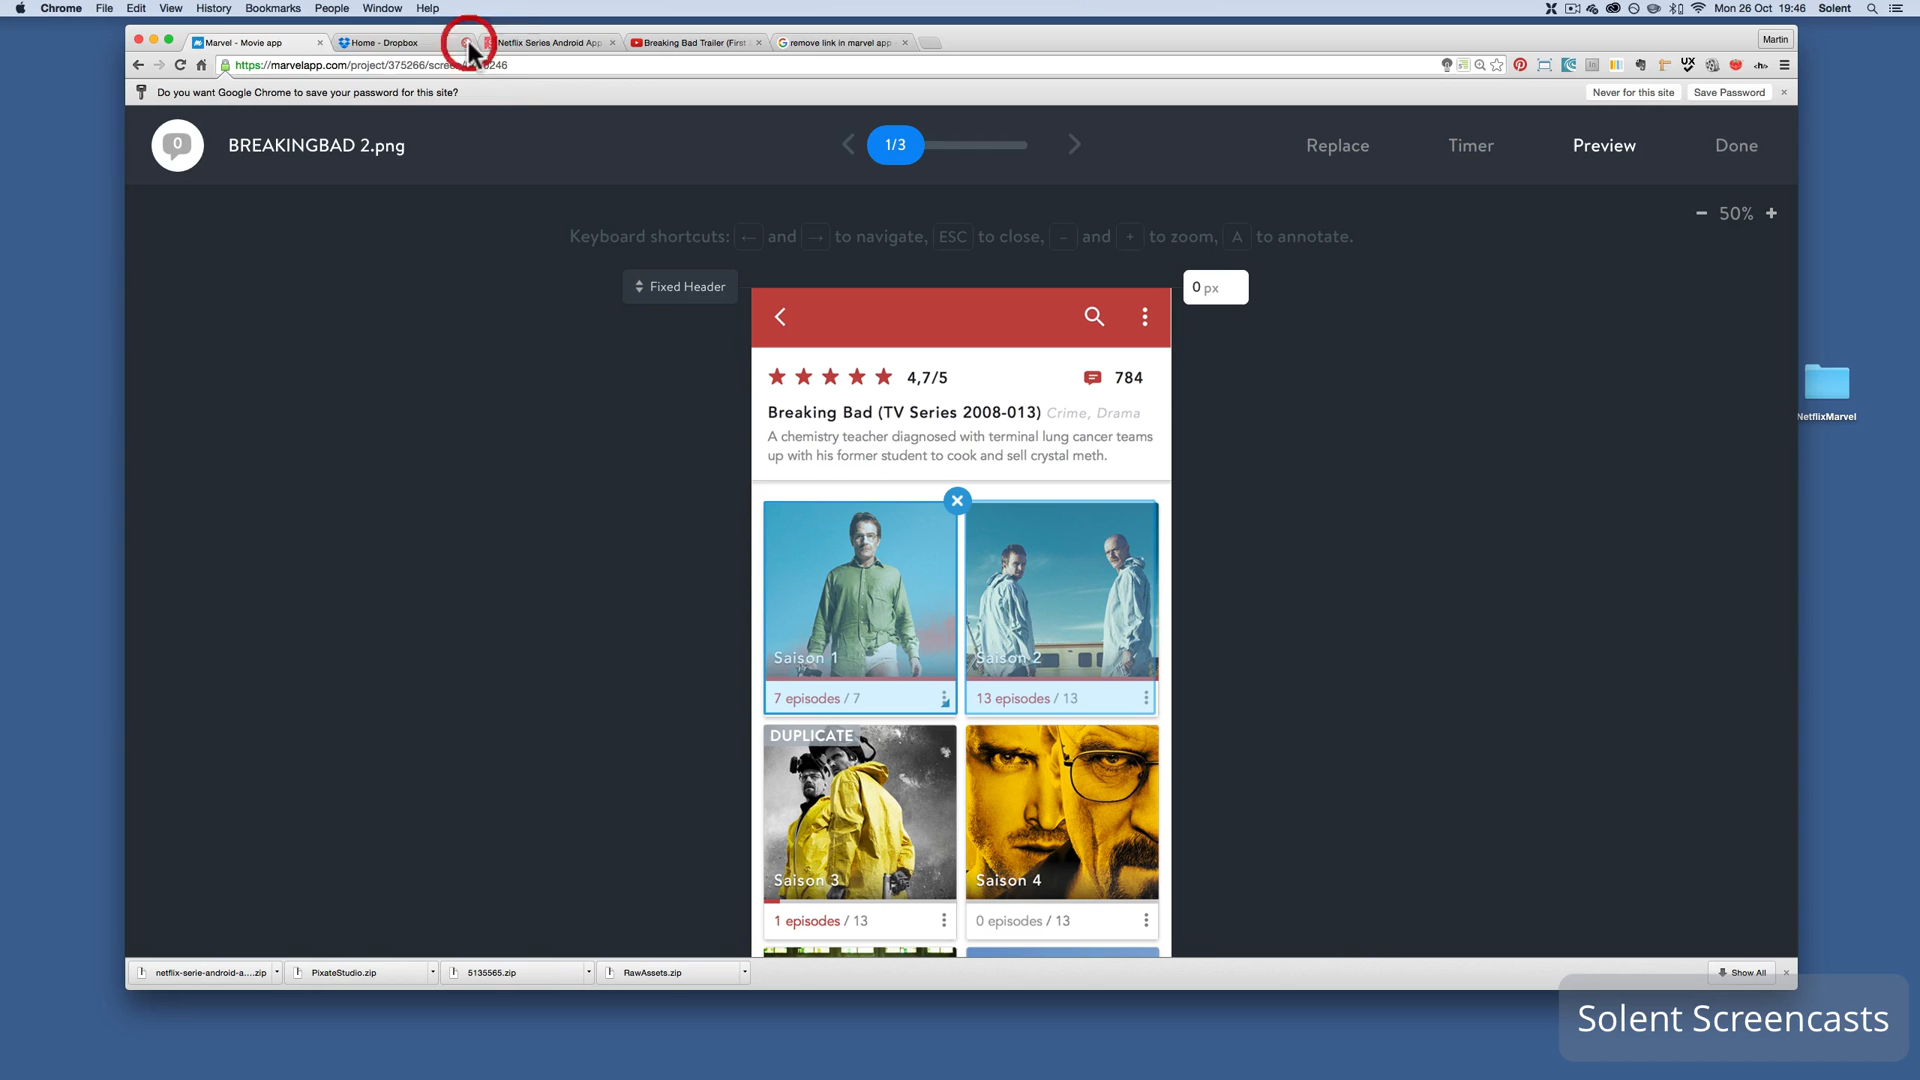 Chrome File Edit View History Bookmarks People Window Help Mon 26 Oct 19:46 Solent
Marvel - Movie app Home - Dropbox Netflix Series Android App Breaking Bad Trailer (First remove link in marvel app Martin
https://marvelapp.com/project/375266/scre 246
Do you want Google Chrome to save your password for this site? Never for this site Save Password
0 BREAKINGBAD 2.png 1/3 Replace Timer Preview Done
50%
Keyboard shortcuts: ← and → to navigate, ESC to close, - and + to zoom, A to annotate.
Fixed Header 0 px
4,7/5 784
Breaking Bad (TV Series 2008-013) Crime, Drama
A chemistry teacher diagnosed with terminal lung cancer teams
up with his former student to cook and sell crystal meth.
NetflixMarvel
Saison 1 Saison 2
7 episodes / 7 13 episodes / 13
DUPLICATE
Saison 3 Saison 4
1 episodes / 13 0 episodes / 13
netflix-serie-android-a....zip PixateStudio.zip 5135565.zip RawAssets.zip Show All
Solent Screencasts